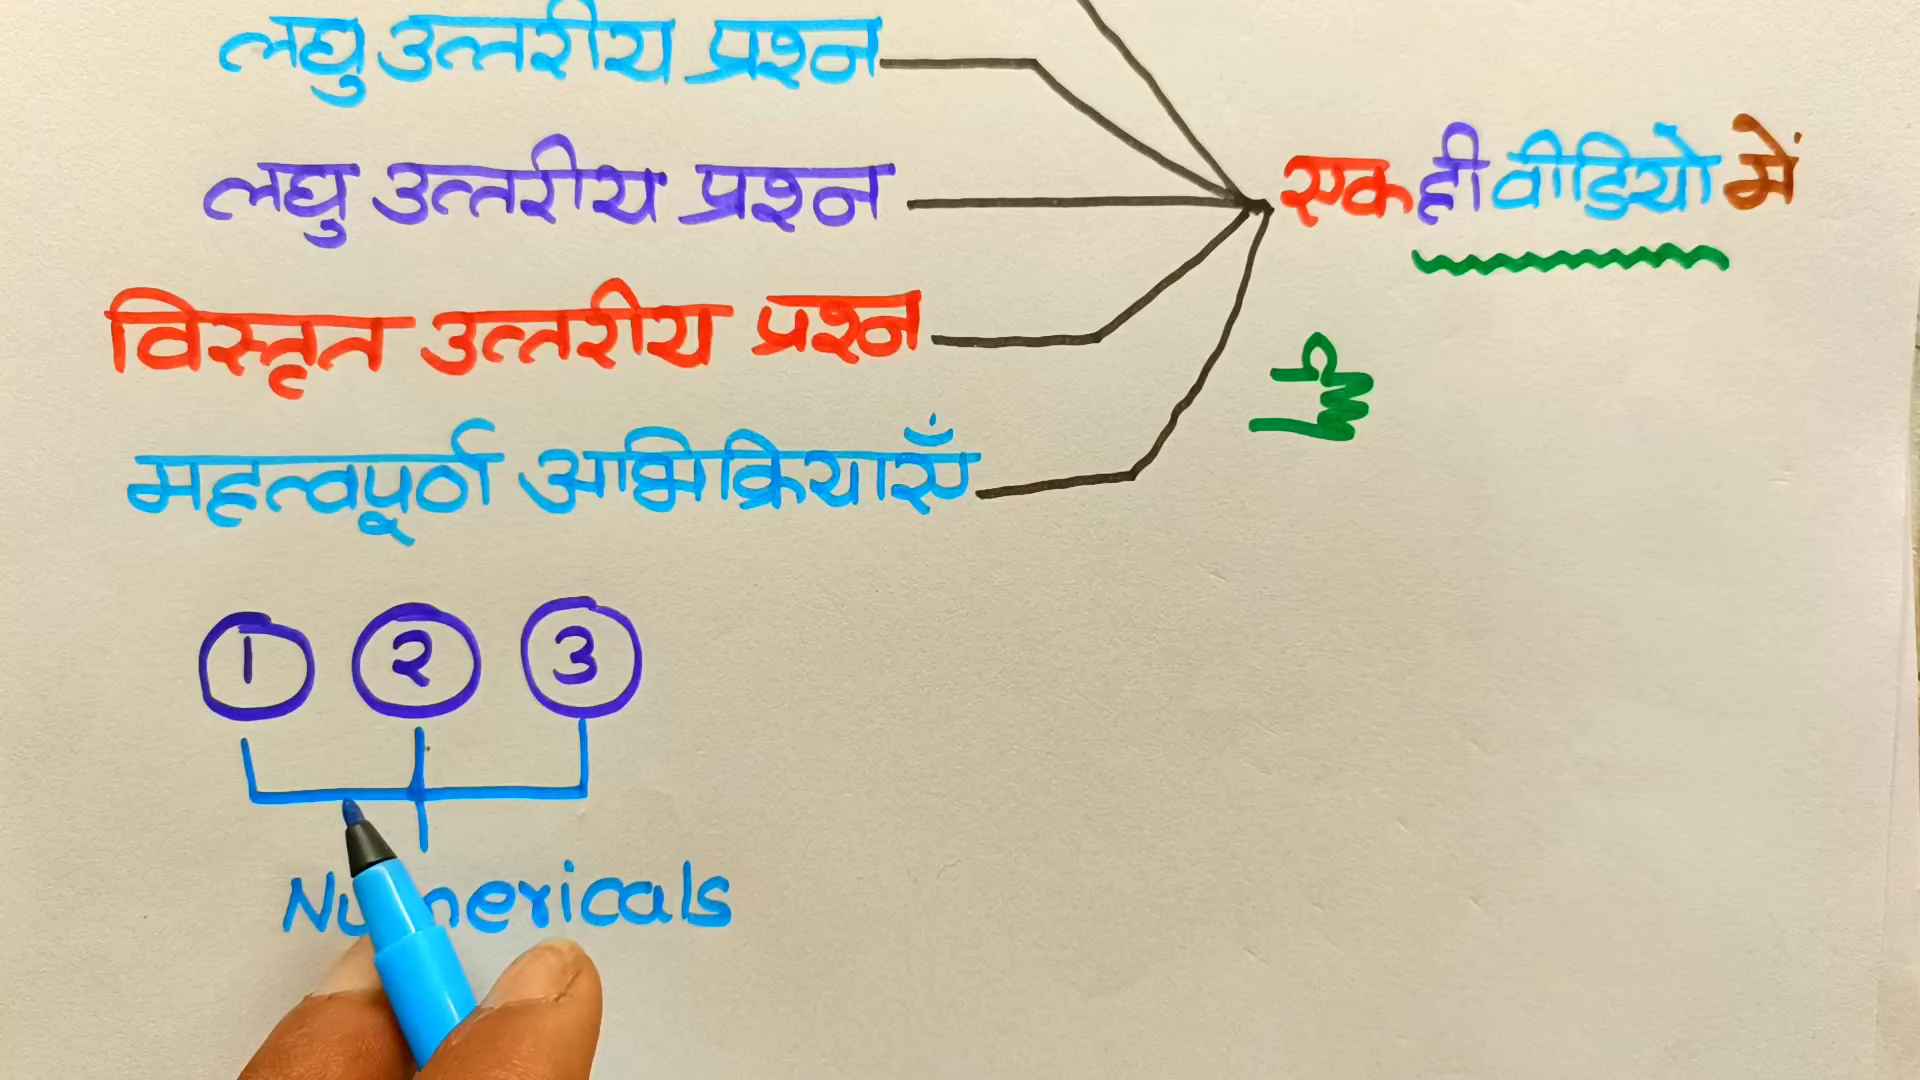 लघु उत्तरीय प्रश्न
लघु उत्तरीय प्रश्न
एक ही वीडियो में
विस्तृत उत्तरीय प्रश्न
महत्वपूर्ण अभिक्रियाएँ
1 2 3
Numericals